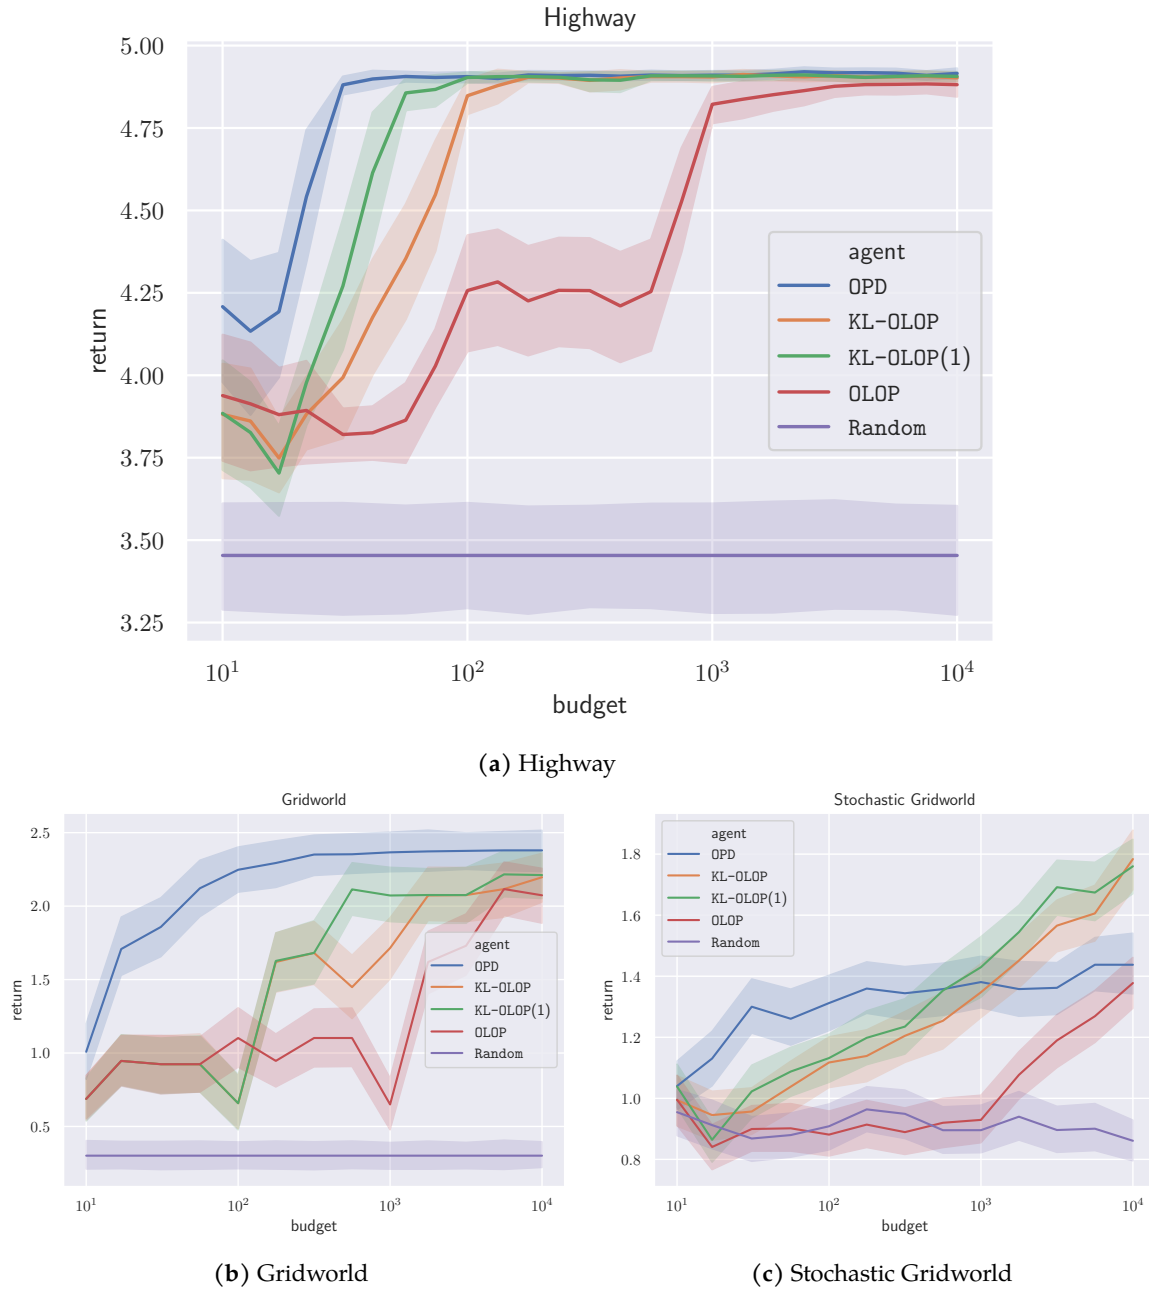 Highway
5.00
4.75
4.50
4.25
4.00
3.75
3.50
3.25
return
agent
OPD
KL-OLOP
KL-OLOP(1)
OLOP
Random
10¹ 10² 10³ 10⁴
budget
(a) Highway
Gridworld
2.5
2.0
1.5
1.0
0.5
return
agent
OPD
KL-OLOP
KL-OLOP(1)
OLOP
Random
10¹ 10² 10³ 10⁴
budget
(b) Gridworld
Stochastic Gridworld
agent
OPD
KL-OLOP
KL-OLOP(1)
OLOP
Random
1.8
1.6
1.4
1.2
1.0
0.8
return
10¹ 10² 10³ 10⁴
budget
(c) Stochastic Gridworld